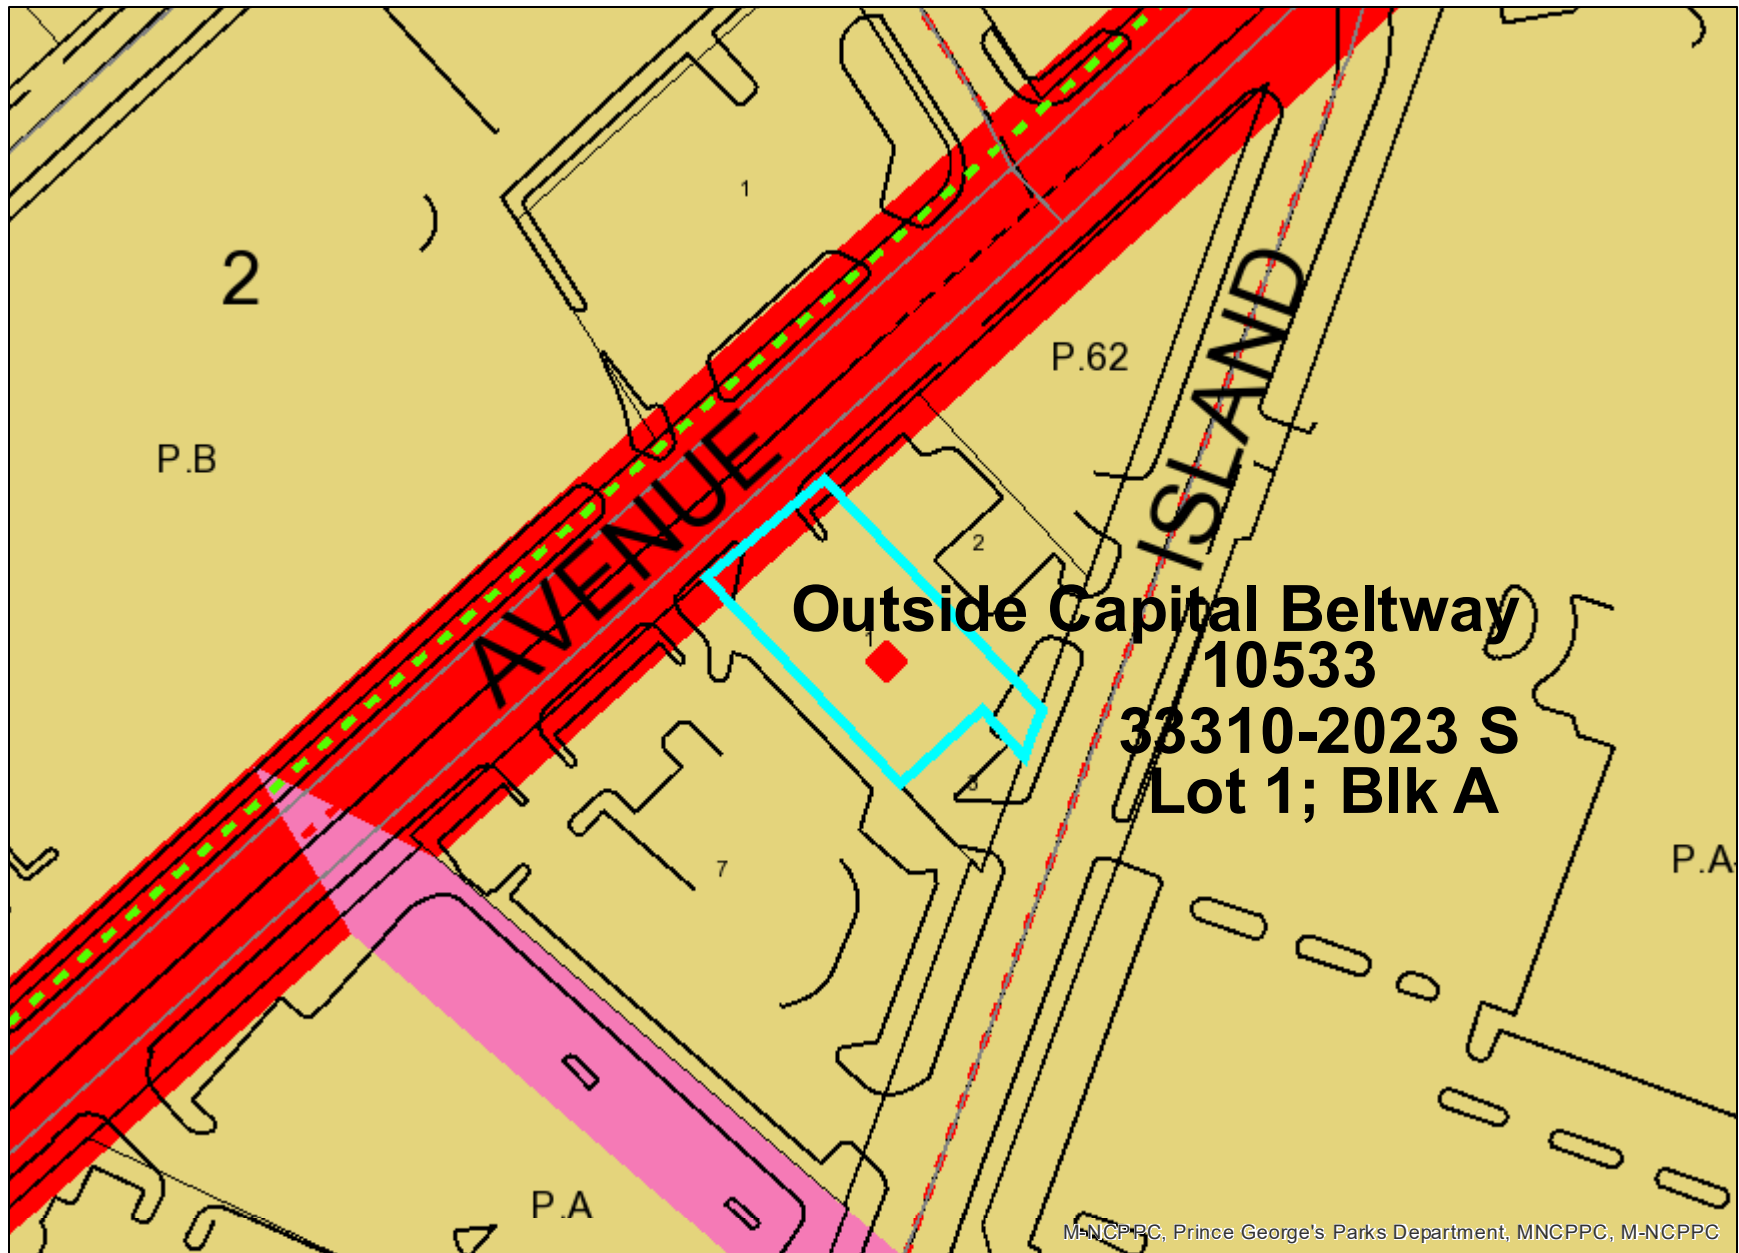 1
2
P.62
P.B
AVENUE
ISLAND
2
Outside Capital Beltway
1
10533
33310-2023 S
Lot 1; Blk A
3
7
P.A
P.A
M-NCPPC, Prince George's Parks Department, MNCPPC, M-NCPPC